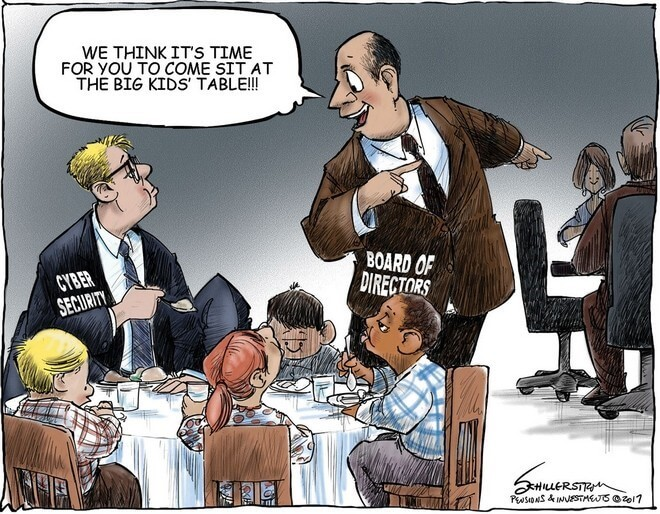 WE THINK IT'S TIME
FOR YOU TO COME SIT AT
THE BIG KIDS' TABLE!!!
CYBER
SECURITY
BOARD OF
DIRECTORS
SCHILLERSTROM
PENSIONS & INVESTMENTS ©2017